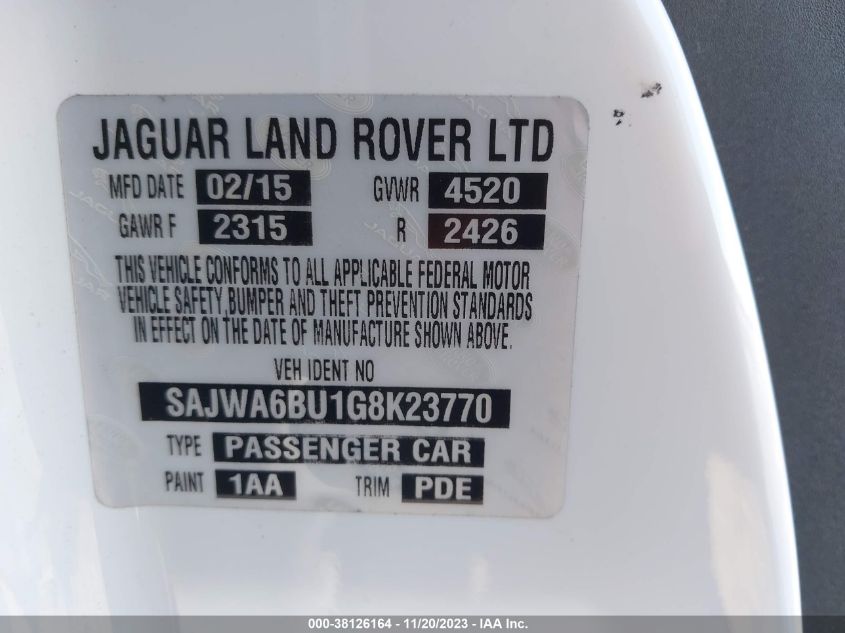 JAGUAR LAND ROVER LTD
MFD DATE 02/15 GVWR 4520
GAWR F 2315 R 2426
THIS VEHICLE CONFORMS TO ALL APPLICABLE FEDERAL MOTOR
VEHICLE SAFETY, BUMPER AND THEFT PREVENTION STANDARDS
IN EFFECT ON THE DATE OF MANUFACTURE SHOWN ABOVE.
VEH IDENT NO
SAJWA6BU1G8K23770
TYPE PASSENGER CAR
PAINT 1AA TRIM PDE
000-38126164 - 11/20/2023 - IAA Inc.